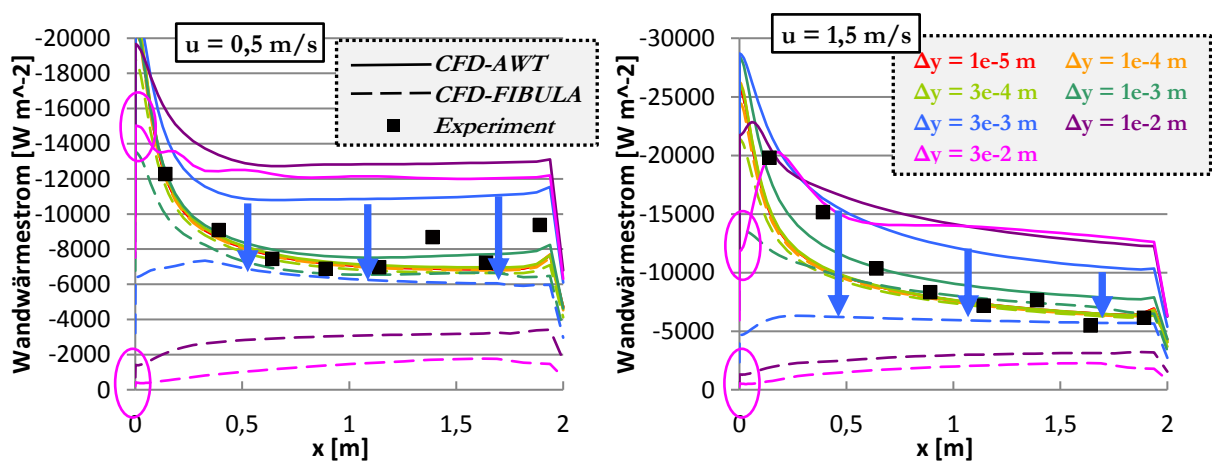 u = 0,5 m/s
CFD-AWT
CFD-FIBULA
Experiment
Wandwärmestrom [W m^-2]
-20000
-18000
-16000
-14000
-12000
-10000
-8000
-6000
-4000
-2000
0
0 0,5 1 1,5 2
x [m]
u = 1,5 m/s
Δy = 1e-5 m Δy = 1e-4 m
Δy = 3e-4 m Δy = 1e-3 m
Δy = 3e-3 m Δy = 1e-2 m
Δy = 3e-2 m
Wandwärmestrom [W m^-2]
-30000
-25000
-20000
-15000
-10000
-5000
0
0 0,5 1 1,5 2
x [m]